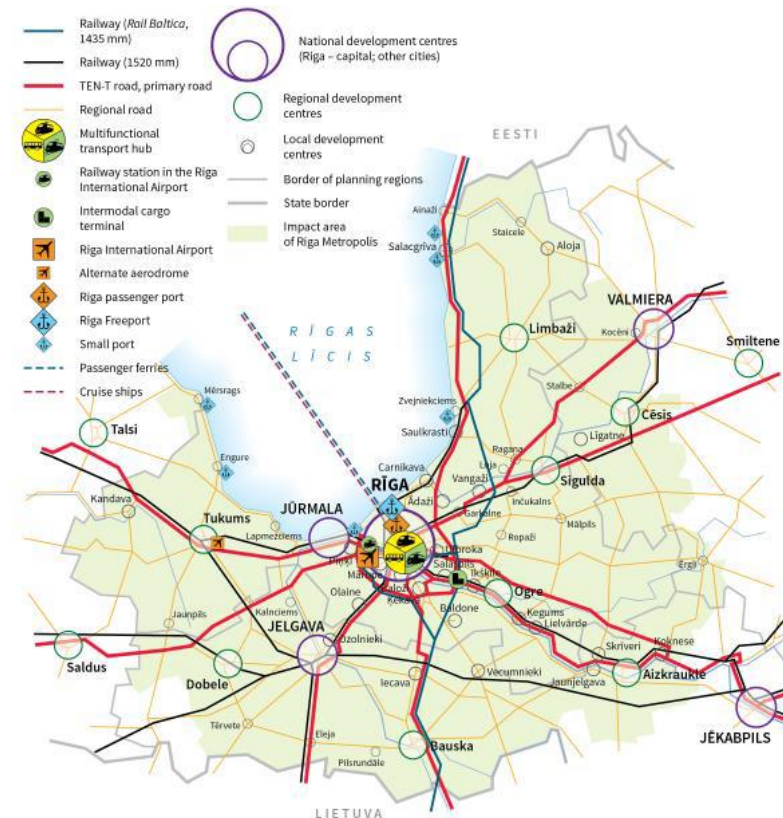 Railway (Rail Baltica,
1435 mm)
Railway (1520 mm)
TEN-T road, primary road
Regional road
Multifunctional
transport hub
Railway station in the Riga
International Airport
Intermodal cargo
terminal
Riga International Airport
Alternate aerodrome
Riga passenger port
Riga Freeport
Small port
Passenger ferries
Cruise ships
National development centres
(Riga – capital; other cities)
Regional development
centres
Local development
centres
Border of planning regions
State border
Impact area
of Riga Metropolis
EESTI
Ainaži
Staicele
Salacgrīva
Aloja
RĪGAS
LĪCIS
VALMIERA
Limbaži
Kocēni
Smiltene
Mērsrags
Stalbe
Zvejniekciems
Cēsis
Talsi
Saulkrasti
Līgatne
Engure
Ragana
Carnikava
Lēja
Sigulda
RĪGA
Vangaži
Kandava
Ādaži
Inčukalns
Tukums
JŪRMALA
Garkalne
Mālpils
Lapmežciems
Ropaži
Piņķi
Ulbroka
Ērgļi
Mārupe
Salaspils
Ikšķile
Olaine
Baloži
Ogre
Jaunpils
Kalnciems
Ķekava
Baldone
Ķegums
JELGAVA
Lielvārde
Ozolnieki
Koknese
Saldus
Skrīveri
Dobele
Vecumnieki
Aizkraukle
Iecava
Jaunjelgava
Tērvete
JĒKABPILS
Eleja
Bauska
Pilsrundāle
LIETUVA